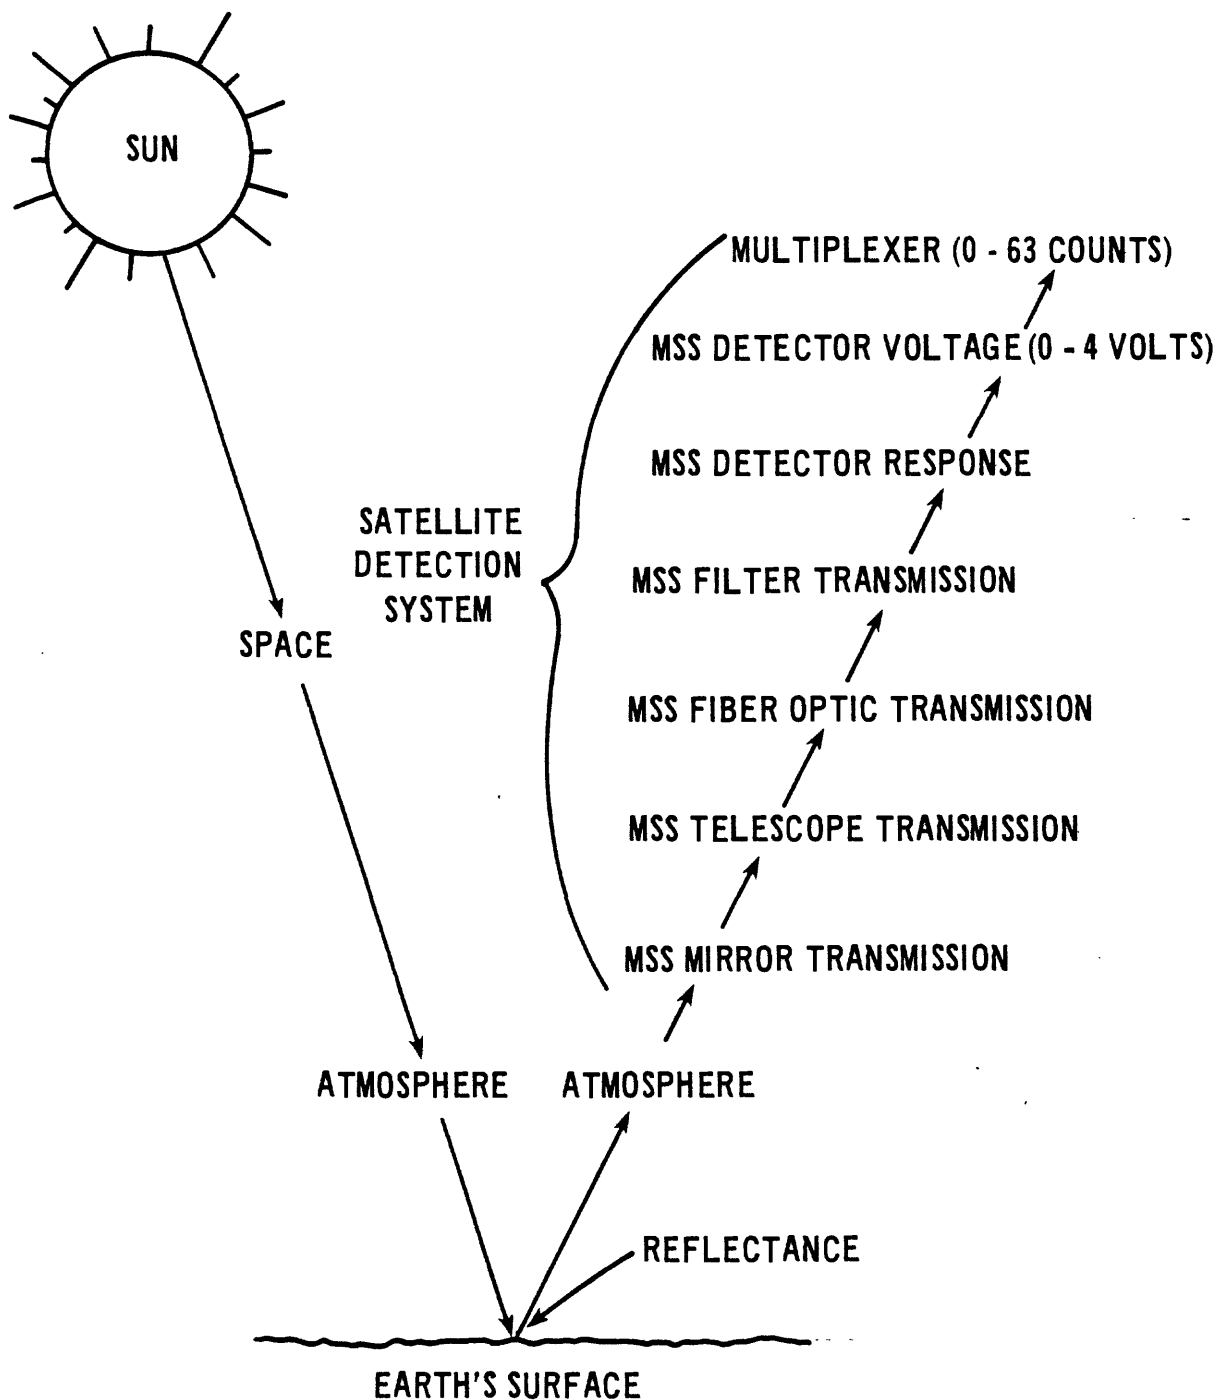 SUN
MULTIPLEXER (0 - 63 COUNTS)
MSS DETECTOR VOLTAGE (0 - 4 VOLTS)
MSS DETECTOR RESPONSE
SATELLITE
DETECTION
SYSTEM
MSS FILTER TRANSMISSION
SPACE
MSS FIBER OPTIC TRANSMISSION
MSS TELESCOPE TRANSMISSION
MSS MIRROR TRANSMISSION
ATMOSPHERE
ATMOSPHERE
REFLECTANCE
EARTH'S SURFACE